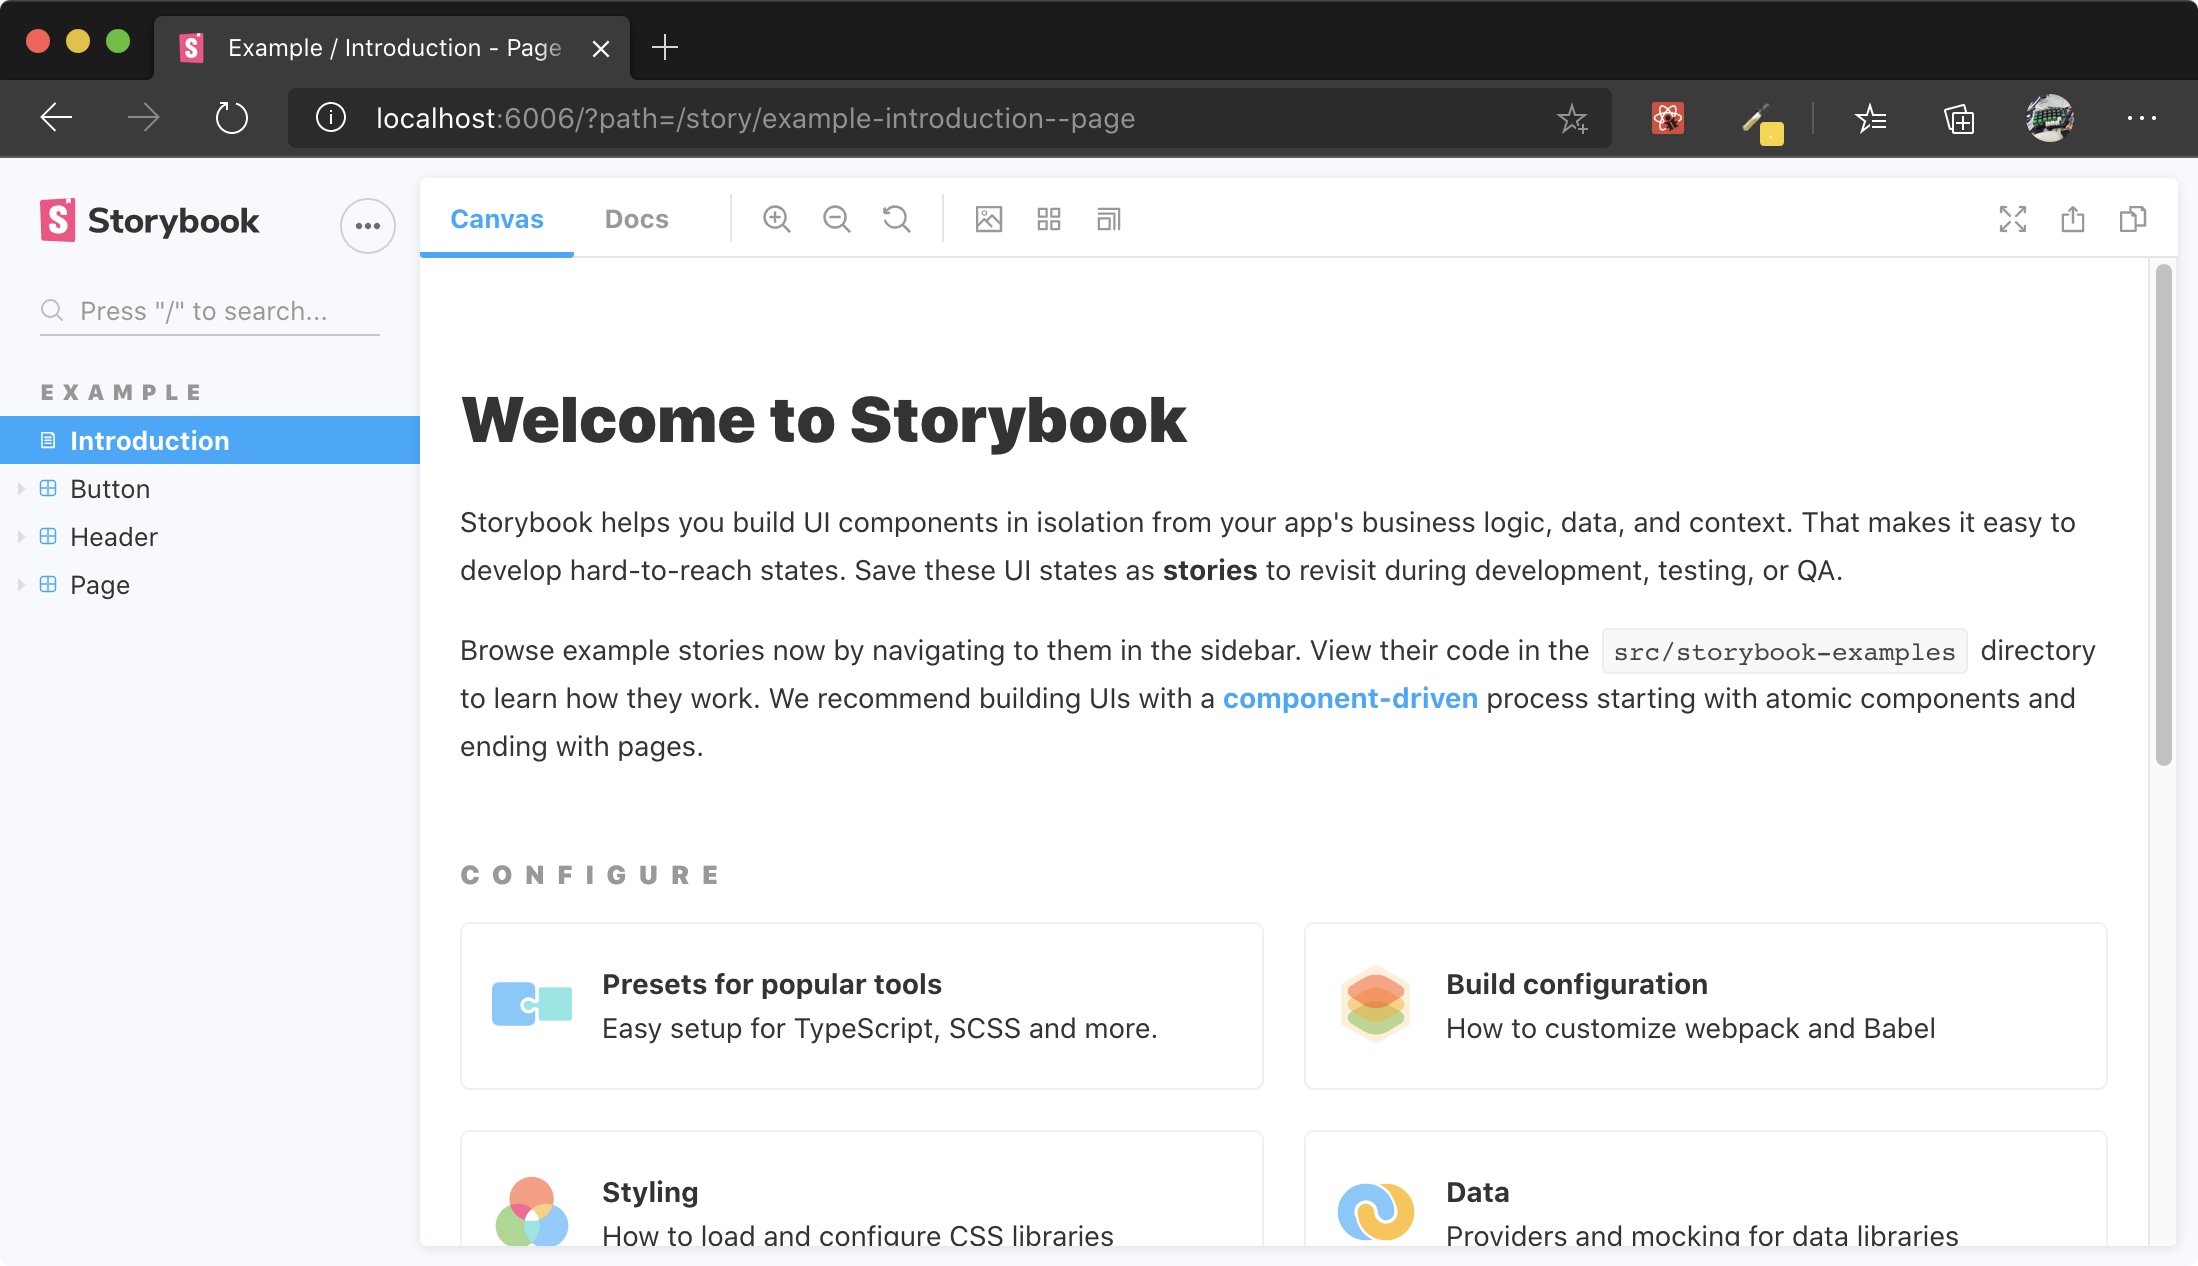 Example / Introduction - Page
localhost:6006/?path=/story/example-introduction--page
Storybook
Press "/" to search...
EXAMPLE
Introduction
Button
Header
Page
Canvas
Docs
Welcome to Storybook
Storybook helps you build UI components in isolation from your app's business logic, data, and context. That makes it easy to
develop hard-to-reach states. Save these UI states as stories to revisit during development, testing, or QA.
Browse example stories now by navigating to them in the sidebar. View their code in the src/storybook-examples directory
to learn how they work. We recommend building UIs with a component-driven process starting with atomic components and
ending with pages.
CONFIGURE
Presets for popular tools
Easy setup for TypeScript, SCSS and more.
Build configuration
How to customize webpack and Babel
Styling
How to load and configure CSS libraries
Data
Providers and mocking for data libraries